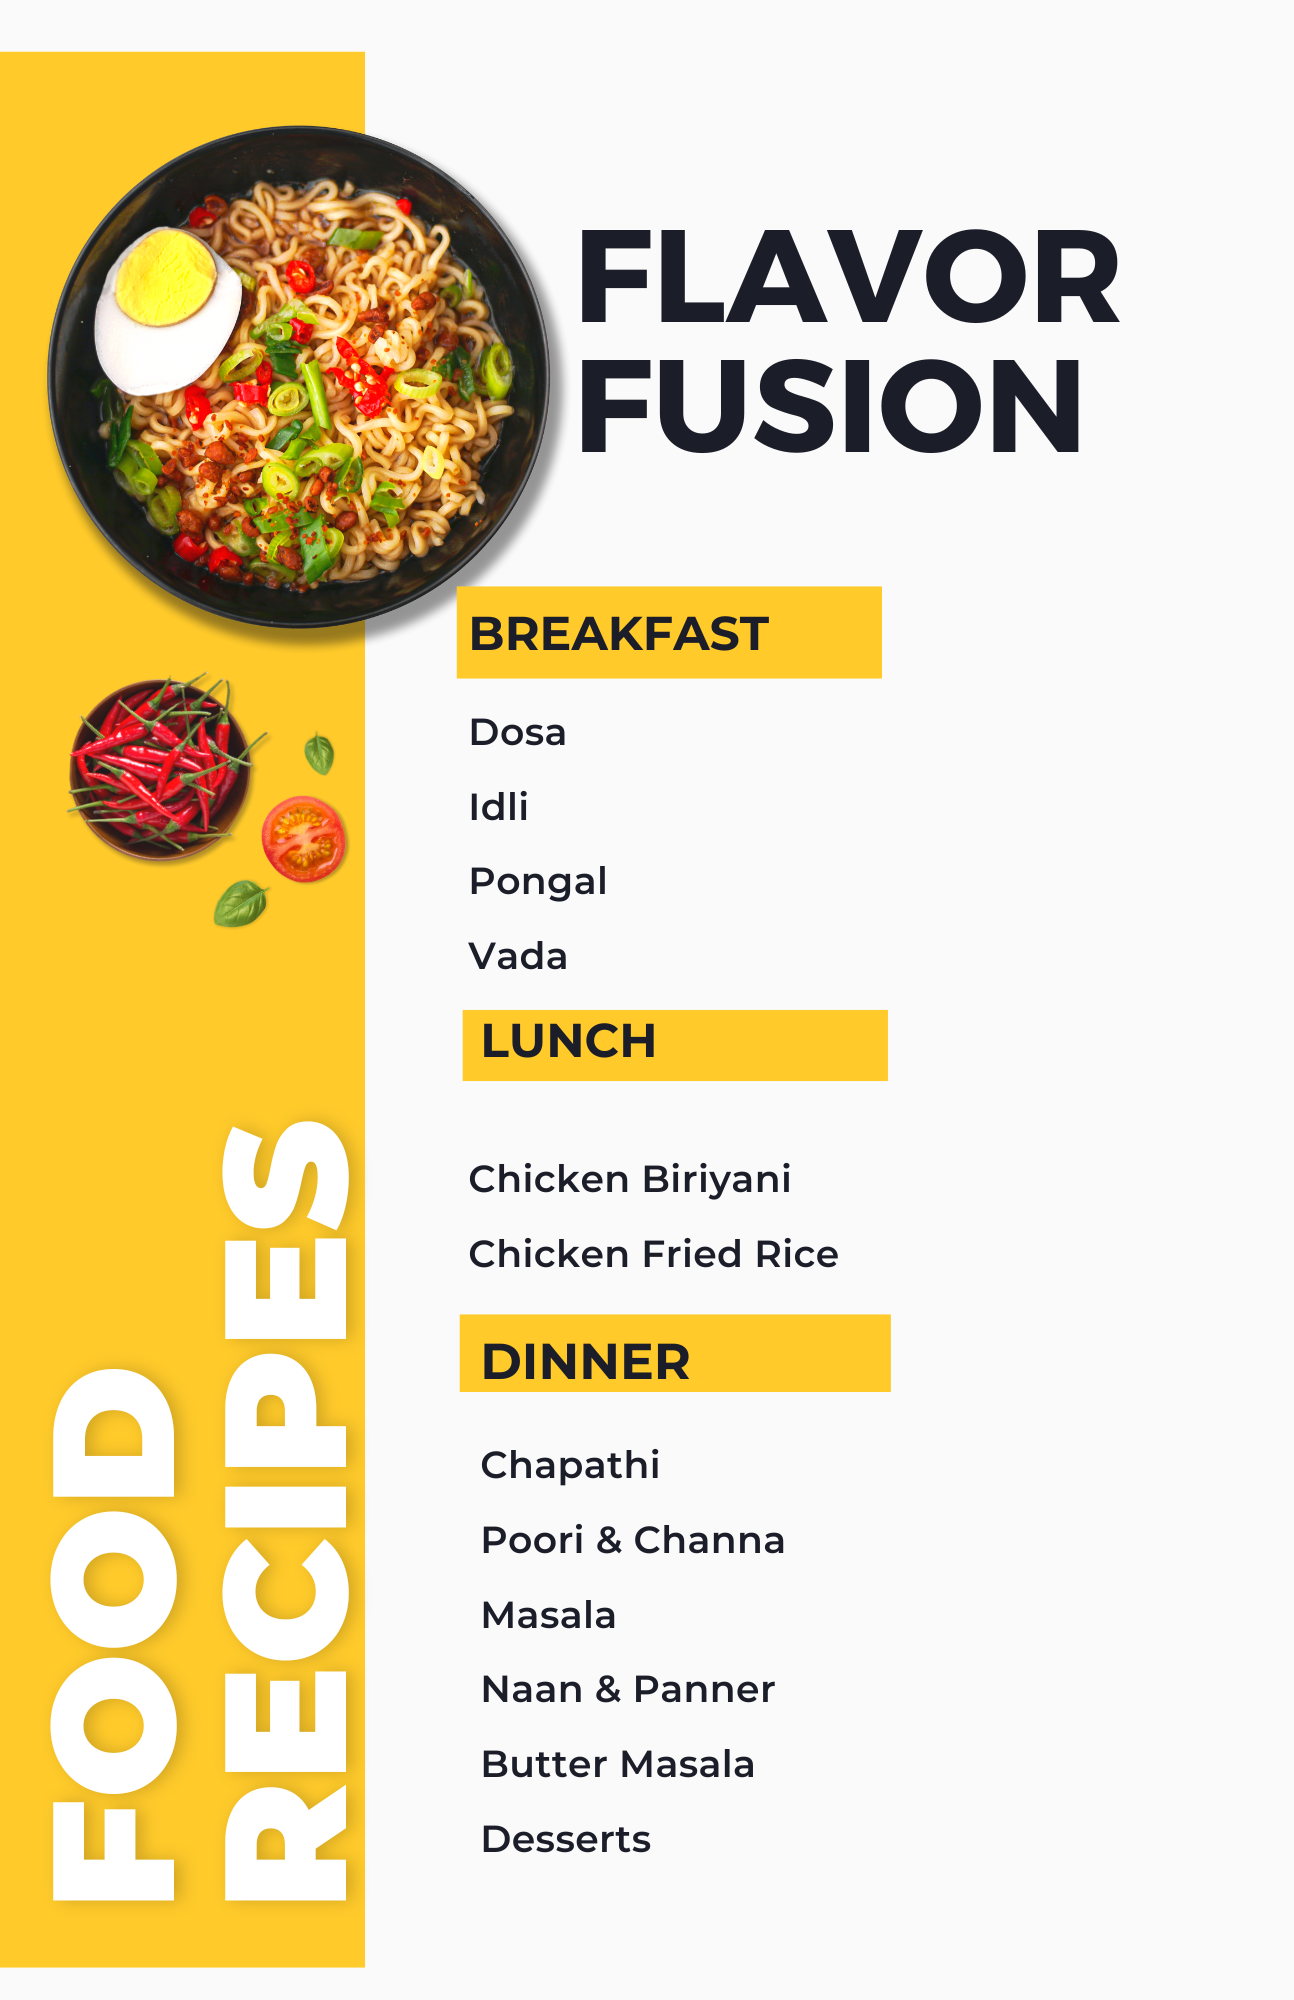 FLAVOR
FUSION
BREAKFAST
Dosa
Idli
Pongal
Vada
LUNCH
Chicken Biriyani
Chicken Fried Rice
DINNER
Chapathi
Poori & Channa
Masala
Naan & Panner
Butter Masala
Desserts
FOOD
RECIPES